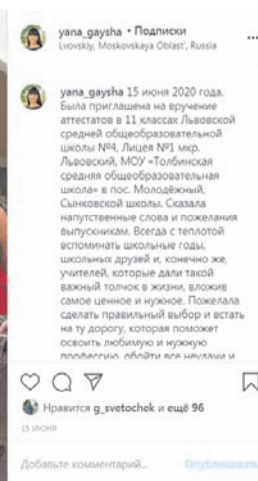 yana_gaysha • Подписки
Lvovskiy, Moskovskaya Oblast', Russia
yana_gaysha 15 июня 2020 года.
Была приглашена на вручение
аттестатов в 11 классах Львовской
средней общеобразовательной
школы №4, Лицея №1 мкр.
Львовский, МОУ «Толбинская
средняя общеобразовательная
школа» в пос. Молодёжный,
Сынковской школы. Сказала
напутственные слова и пожелания
выпускникам. Всегда с теплотой
вспоминать школьные годы,
школьных друзей и, конечно же,
учителей, которые дали такой
важный толчок в жизни, вложив
самое ценное и нужное. Пожелала
сделать правильный выбор и встать
на ту дорогу, которая поможет
освоить любимую и нужную
профессию, обойти все неудачи и
Нравится g_svetochek и ещё 96
15 ИЮНЯ
Добавьте комментарий...
Опубликовать